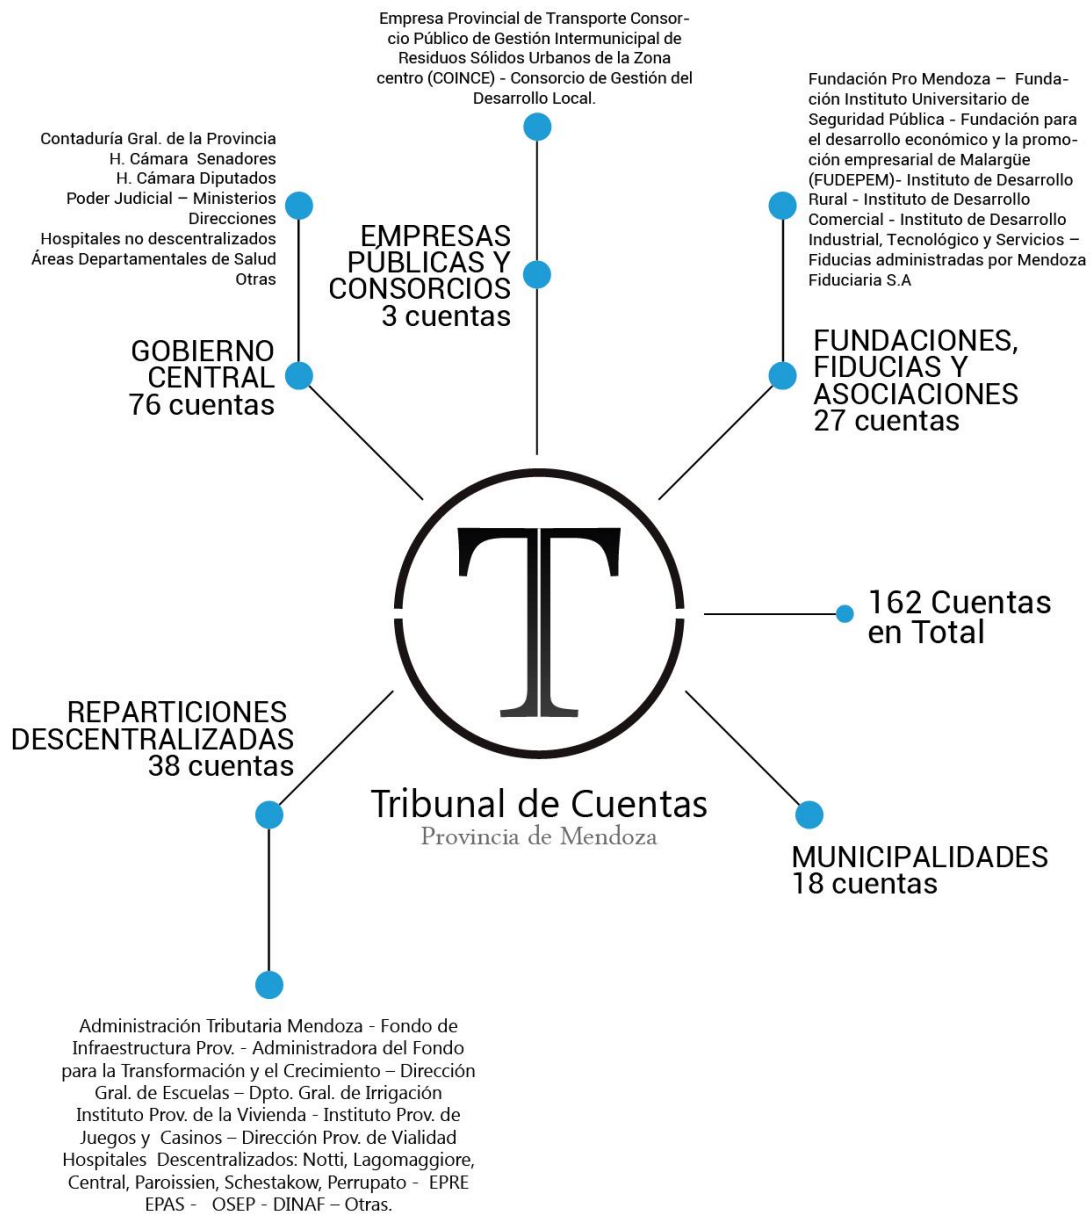 Empresa Provincial de Transporte Consor-
cio Público de Gestión Intermunicipal de
Residuos Sólidos Urbanos de la Zona
centro (COINCE) - Consorcio de Gestión del
Desarrollo Local.
EMPRESAS
PÚBLICAS Y
CONSORCIOS
3 cuentas
Contaduría Gral. de la Provincia
H. Cámara Senadores
H. Cámara Diputados
Poder Judicial – Ministerios
Direcciones
Hospitales no descentralizados
Áreas Departamentales de Salud
Otras
GOBIERNO
CENTRAL
76 cuentas
Fundación Pro Mendoza – Funda-
ción Instituto Universitario de
Seguridad Pública - Fundación para
el desarrollo económico y la promo-
ción empresarial de Malargüe
(FUDEPEM)- Instituto de Desarrollo
Rural - Instituto de Desarrollo
Comercial - Instituto de Desarrollo
Industrial, Tecnológico y Servicios –
Fiducias administradas por Mendoza
Fiduciaria S.A
FUNDACIONES,
FIDUCIAS Y
ASOCIACIONES
27 cuentas
T
162 Cuentas
en Total
REPARTICIONES
DESCENTRALIZADAS
38 cuentas
Tribunal de Cuentas
Provincia de Mendoza
MUNICIPALIDADES
18 cuentas
Administración Tributaria Mendoza - Fondo de
Infraestructura Prov. - Administradora del Fondo
para la Transformación y el Crecimiento – Dirección
Gral. de Escuelas – Dpto. Gral. de Irrigación
Instituto Prov. de la Vivienda - Instituto Prov. de
Juegos y Casinos – Dirección Prov. de Vialidad
Hospitales Descentralizados: Notti, Lagomaggiore,
Central, Paroissien, Schestakow, Perrupato - EPRE
EPAS - OSEP - DINAF – Otras.